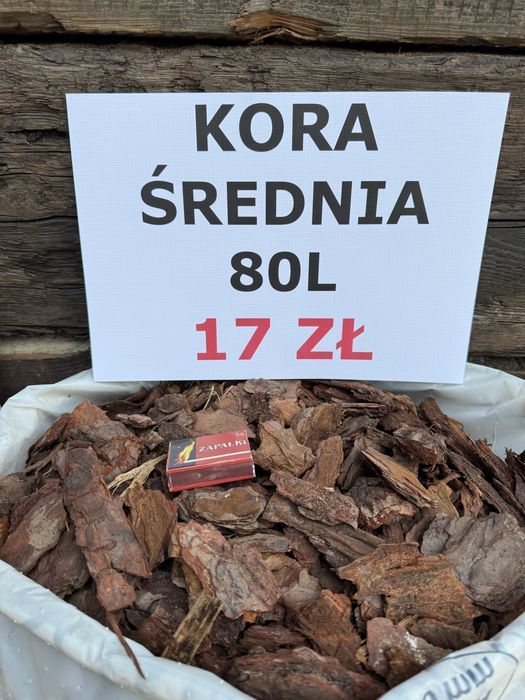 KORA
ŚREDNIA
80L
17 ZŁ
ZAPAŁKI